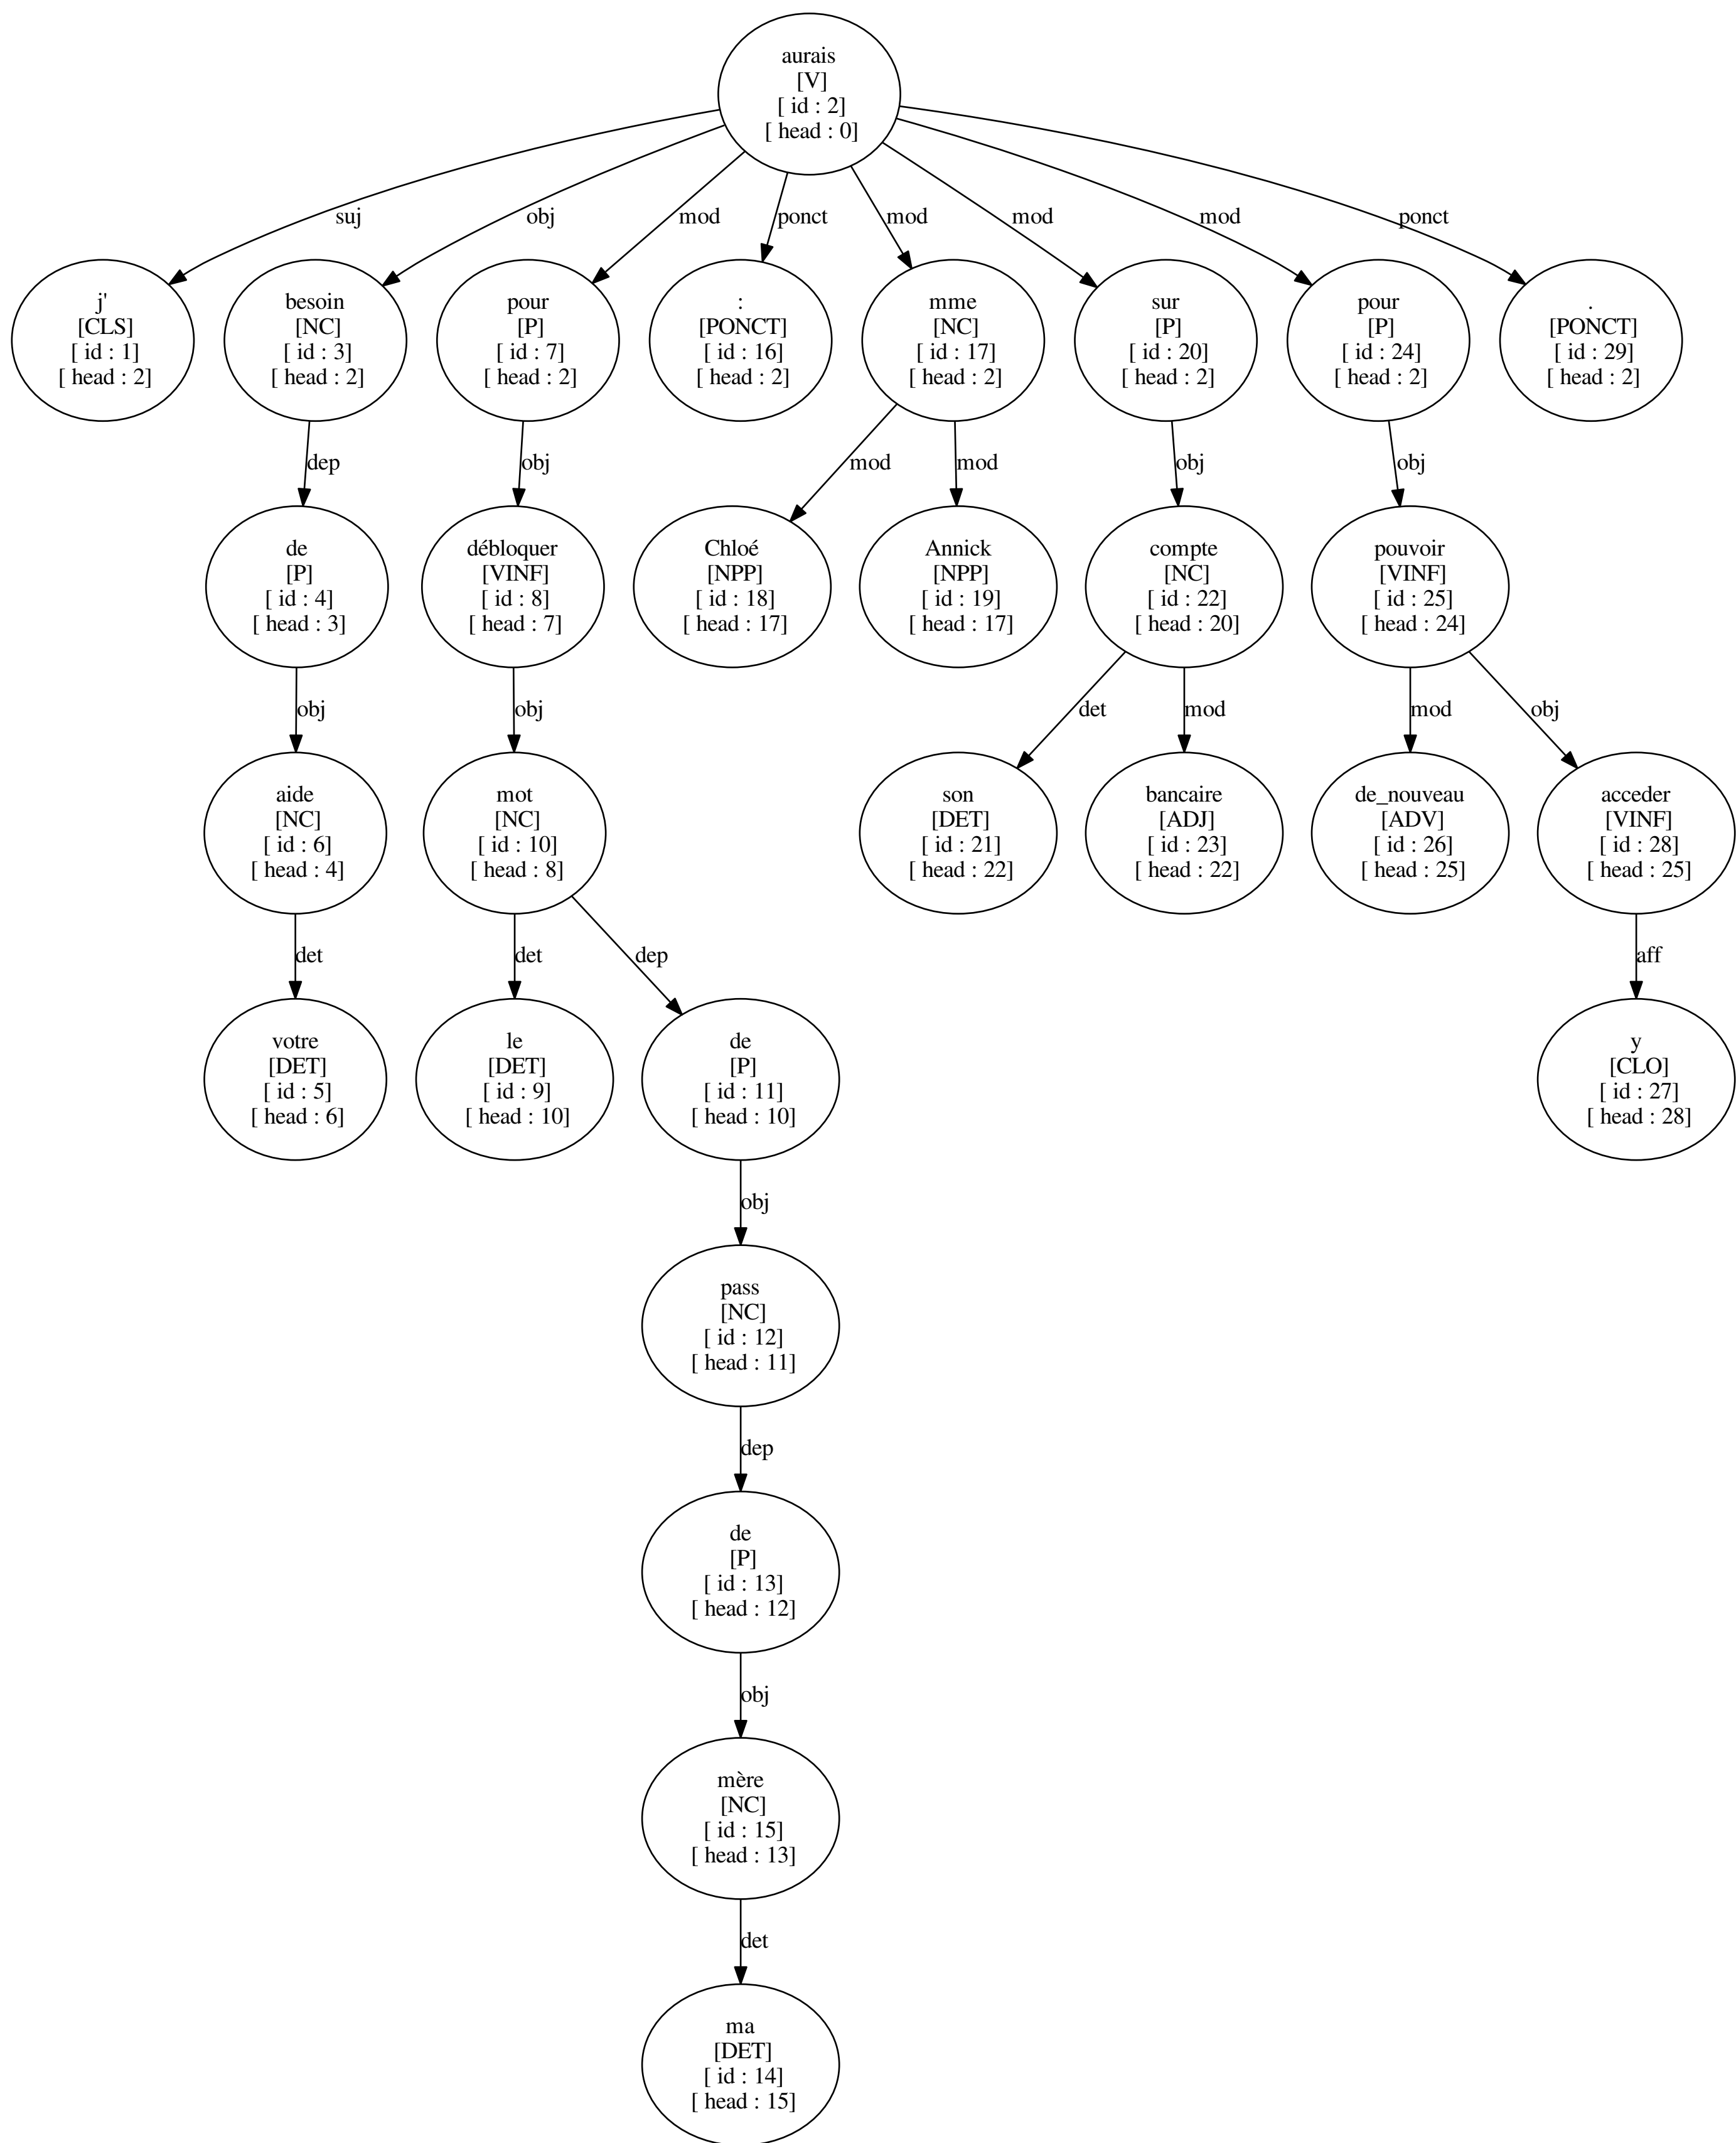 aurais
[V]
[ id : 2]
[ head : 0]
suj
obj
mod
ponct
mod
mod
mod
ponct
j'
[CLS]
[ id : 1]
[ head : 2]
besoin
[NC]
[ id : 3]
[ head : 2]
pour
[P]
[ id : 7]
[ head : 2]
:
[PONCT]
[ id : 16]
[ head : 2]
mme
[NC]
[ id : 17]
[ head : 2]
sur
[P]
[ id : 20]
[ head : 2]
pour
[P]
[ id : 24]
[ head : 2]
.
[PONCT]
[ id : 29]
[ head : 2]
dep
obj
mod
mod
obj
obj
de
[P]
[ id : 4]
[ head : 3]
débloquer
[VINF]
[ id : 8]
[ head : 7]
Chloé
[NPP]
[ id : 18]
[ head : 17]
Annick
[NPP]
[ id : 19]
[ head : 17]
compte
[NC]
[ id : 22]
[ head : 20]
pouvoir
[VINF]
[ id : 25]
[ head : 24]
obj
obj
det
mod
mod
obj
aide
[NC]
[ id : 6]
[ head : 4]
mot
[NC]
[ id : 10]
[ head : 8]
son
[DET]
[ id : 21]
[ head : 22]
bancaire
[ADJ]
[ id : 23]
[ head : 22]
de_nouveau
[ADV]
[ id : 26]
[ head : 25]
acceder
[VINF]
[ id : 28]
[ head : 25]
det
det
dep
aff
votre
[DET]
[ id : 5]
[ head : 6]
le
[DET]
[ id : 9]
[ head : 10]
de
[P]
[ id : 11]
[ head : 10]
y
[CLO]
[ id : 27]
[ head : 28]
obj
pass
[NC]
[ id : 12]
[ head : 11]
dep
de
[P]
[ id : 13]
[ head : 12]
obj
mère
[NC]
[ id : 15]
[ head : 13]
det
ma
[DET]
[ id : 14]
[ head : 15]